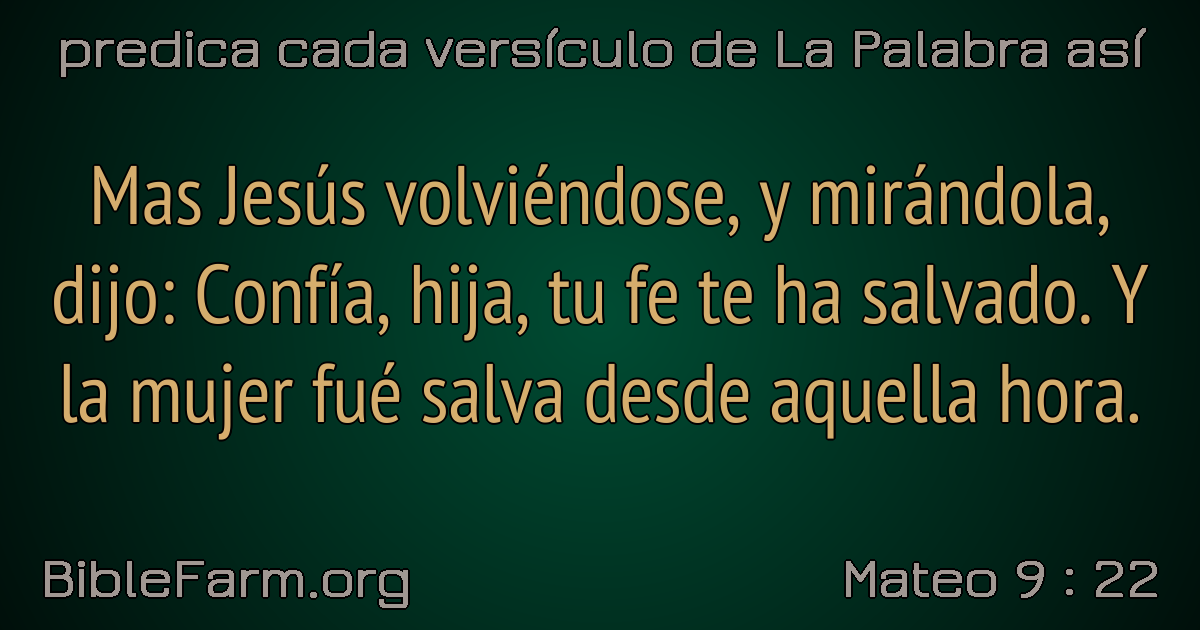 predica cada versículo de La Palabra así
Mas Jesús volviéndose, y mirándola,
dijo: Confía, hija, tu fe te ha salvado. Y
la mujer fué salva desde aquella hora.
BibleFarm.org
Mateo 9 : 22